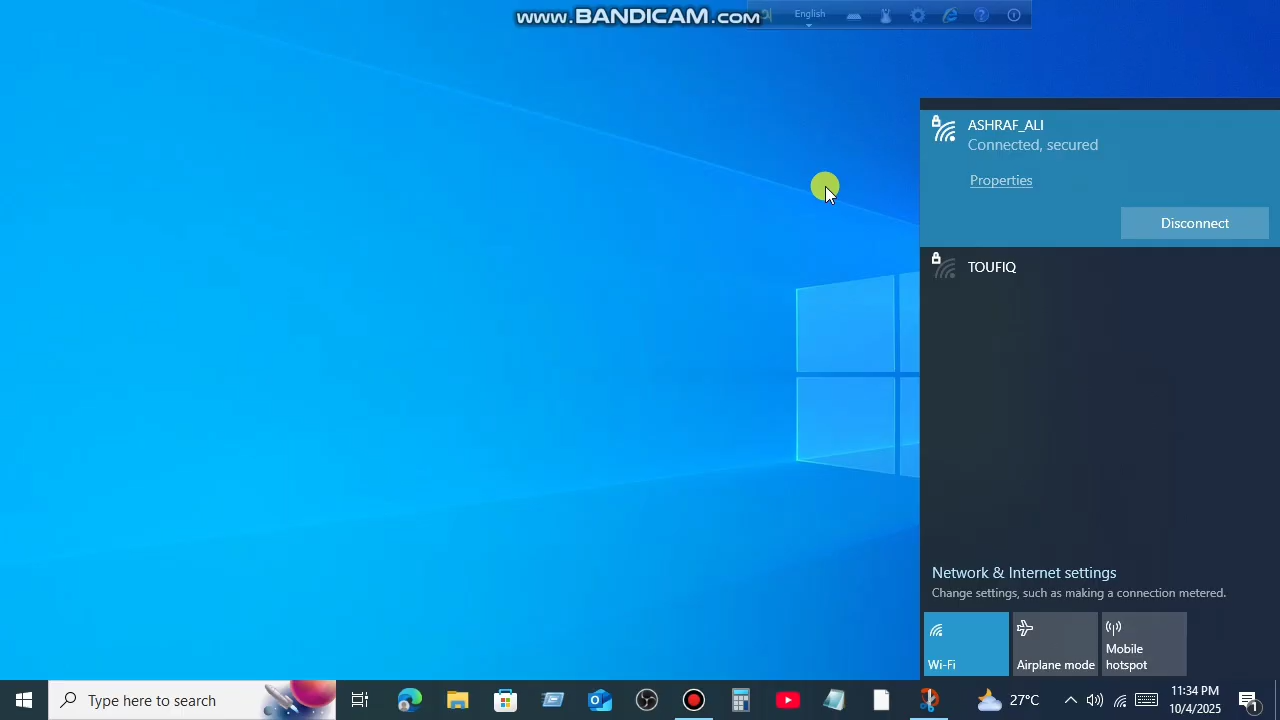 www.BANDICAM.com
English
ASHRAF_ALI
Connected, secured
Properties
Disconnect
TOUFIQ
Network & Internet settings
Change settings, such as making a connection metered.
Wi-Fi
Airplane mode
Mobile hotspot
Type here to search
27°C
11:34 PM
10/4/2025
1